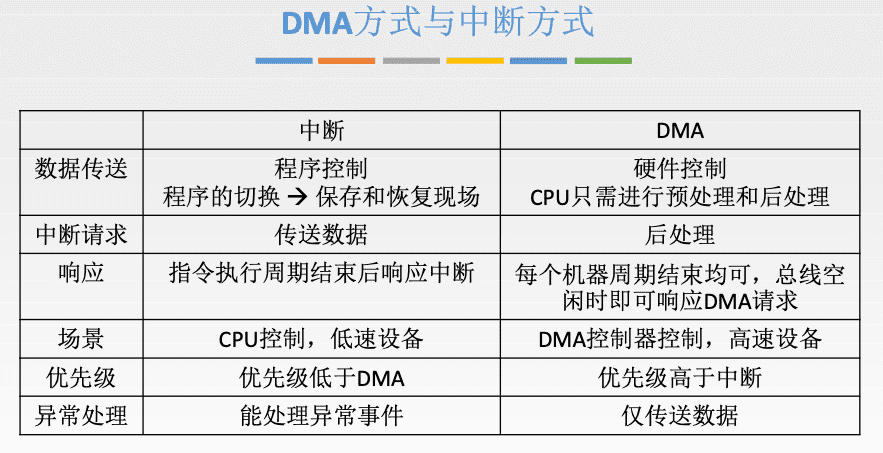 DMA方式与中断方式
中断
DMA
数据传送
程序控制
程序的切换 → 保存和恢复现场
硬件控制
CPU只需进行预处理和后处理
中断请求
传送数据
后处理
响应
指令执行周期结束后响应中断
每个机器周期结束均可，总线空
闲时即可响应DMA请求
场景
CPU控制，低速设备
DMA控制器控制，高速设备
优先级
优先级低于DMA
优先级高于中断
异常处理
能处理异常事件
仅传送数据